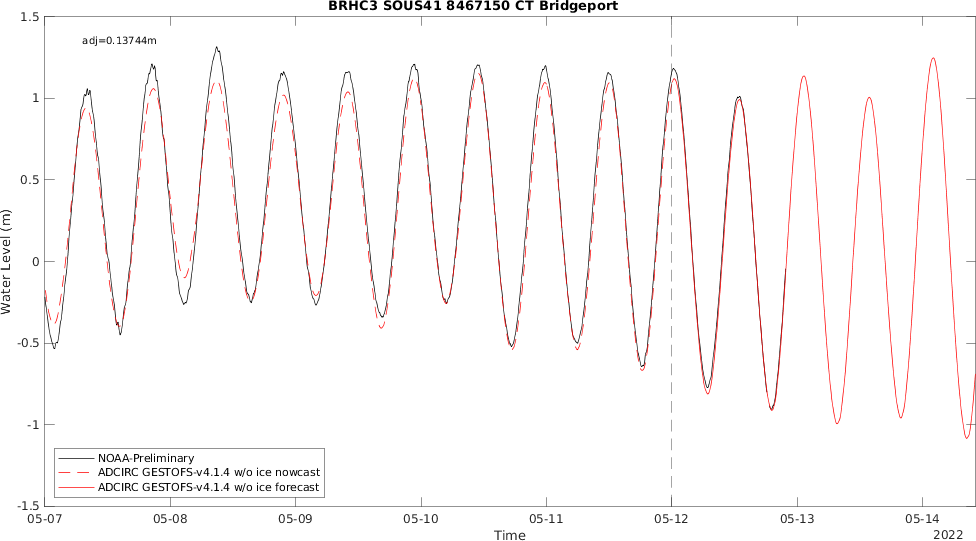 BRHC3 SOUS41 8467150 CT Bridgeport
adj=0.13744m
1.5
1
0.5
0
-0.5
-1
-1.5
Water Level (m)
NOAA-Preliminary
ADCIRC GESTOFS-v4.1.4 w/o ice nowcast
ADCIRC GESTOFS-v4.1.4 w/o ice forecast
05-07 05-08 05-09 05-10 05-11 05-12 05-13 05-14
Time
2022